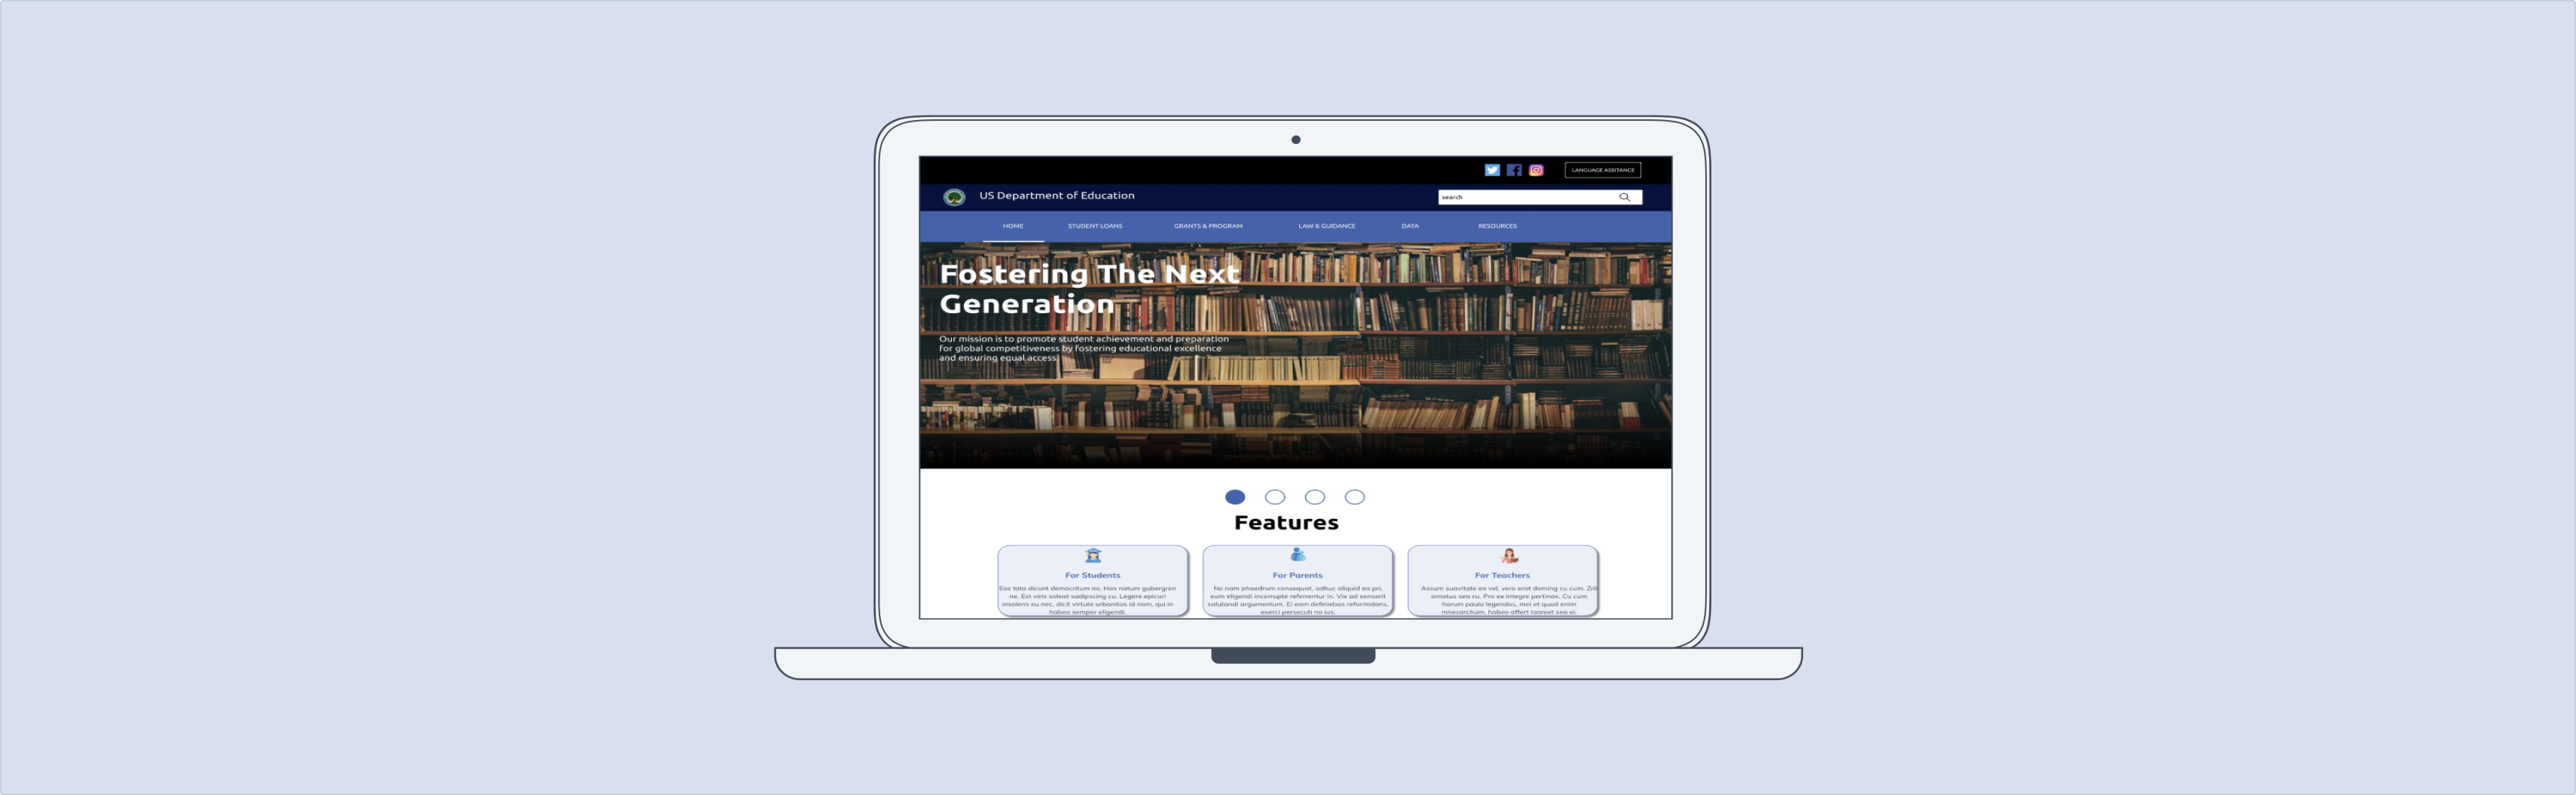 LANGUAGE ASSITANCE
US Department of Education
search
HOME STUDENT LOANS GRANTS & PROGRAM LAW & GUIDANCE DATA RESOURCES
Fostering The Next
Generation
Our mission is to promote student achievement and preparation
for global competitiveness by fostering educational excellence
and ensuring equal access
Features
For Students
Eos tota dicunt democritum no. Has natum gubergren
ne. Est viris soleat sadipscing cu. Legere epicuri
insolens eu nec, dicit virtute urbanitas id nam, qui in
habeo semper eligendi.
For Parents
Ne nam phaedrum consequat, adhuc aliquid ea pri,
eum eligendi incorrupte referrentur in. Vix ad senserit
salutandi argumentum. Ei eam definiebas reformidans,
exerci persecuti no ius.
For Teachers
Assum suavitate ea vel, vero erat doming cu cum. Zril
ornatus sea cu. Pro ex integre pertinax. Cu cum
harum paulo legendos, mei et quod enim
mnesarchum, habeo affert laoreet sea ei.